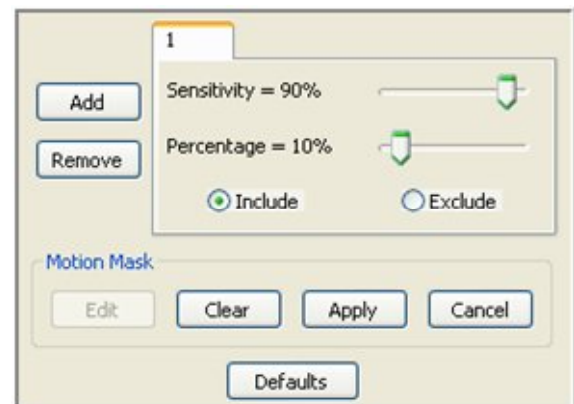 1
Add
Sensitivity = 90%
Remove
Percentage = 10%
Include
Exclude
Motion Mask
Edit
Clear
Apply
Cancel
Defaults